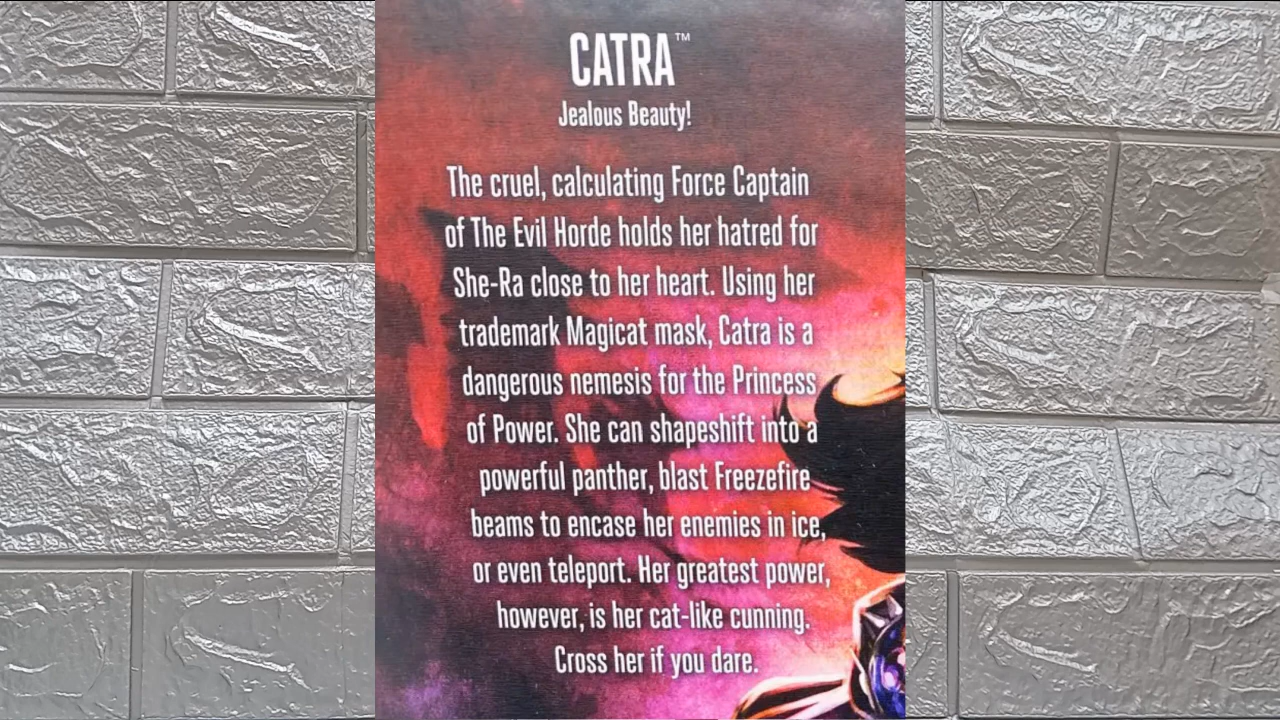 CATRA™
Jealous Beauty!
The cruel, calculating Force Captain
of The Evil Horde holds her hatred for
She-Ra close to her heart. Using her
trademark Magicat mask, Catra is a
dangerous nemesis for the Princess
of Power. She can shapeshift into a
powerful panther, blast Freezefire
beams to encase her enemies in ice,
or even teleport. Her greatest power,
however, is her cat-like cunning.
Cross her if you dare.